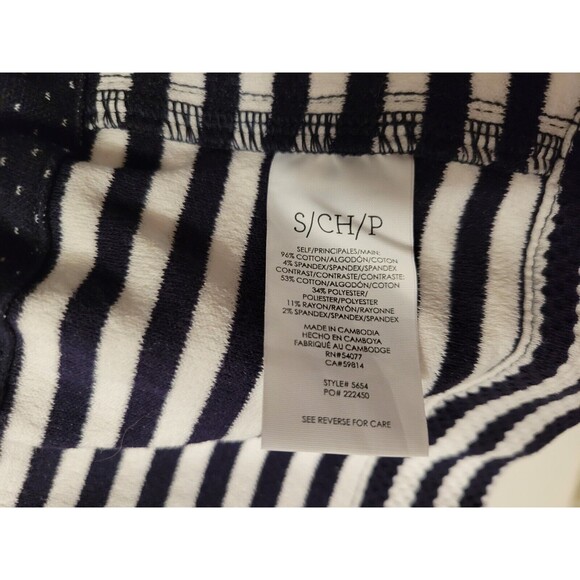 S/CH/P
SELF/PRINCIPALES/MAIN:
96% COTTON/ALGODÓN/COTON
4% SPANDEX/SPANDEX/SPANDEX
CONTRAST/CONTRASTE/CONTRASTE:
53% COTTON/ALGODÓN/COTON
34% POLYESTER/
POLIESTER/POLYESTER
11% RAYON/RAYÓN/RAYONNE
2% SPANDEX/SPANDEX/SPANDEX
MADE IN CAMBODIA
HECHO EN CAMBOYA
FABRIQUÉ AU CAMBODGE
RN#54077
CA#59814
STYLE# 5654
PO# 222450
SEE REVERSE FOR CARE